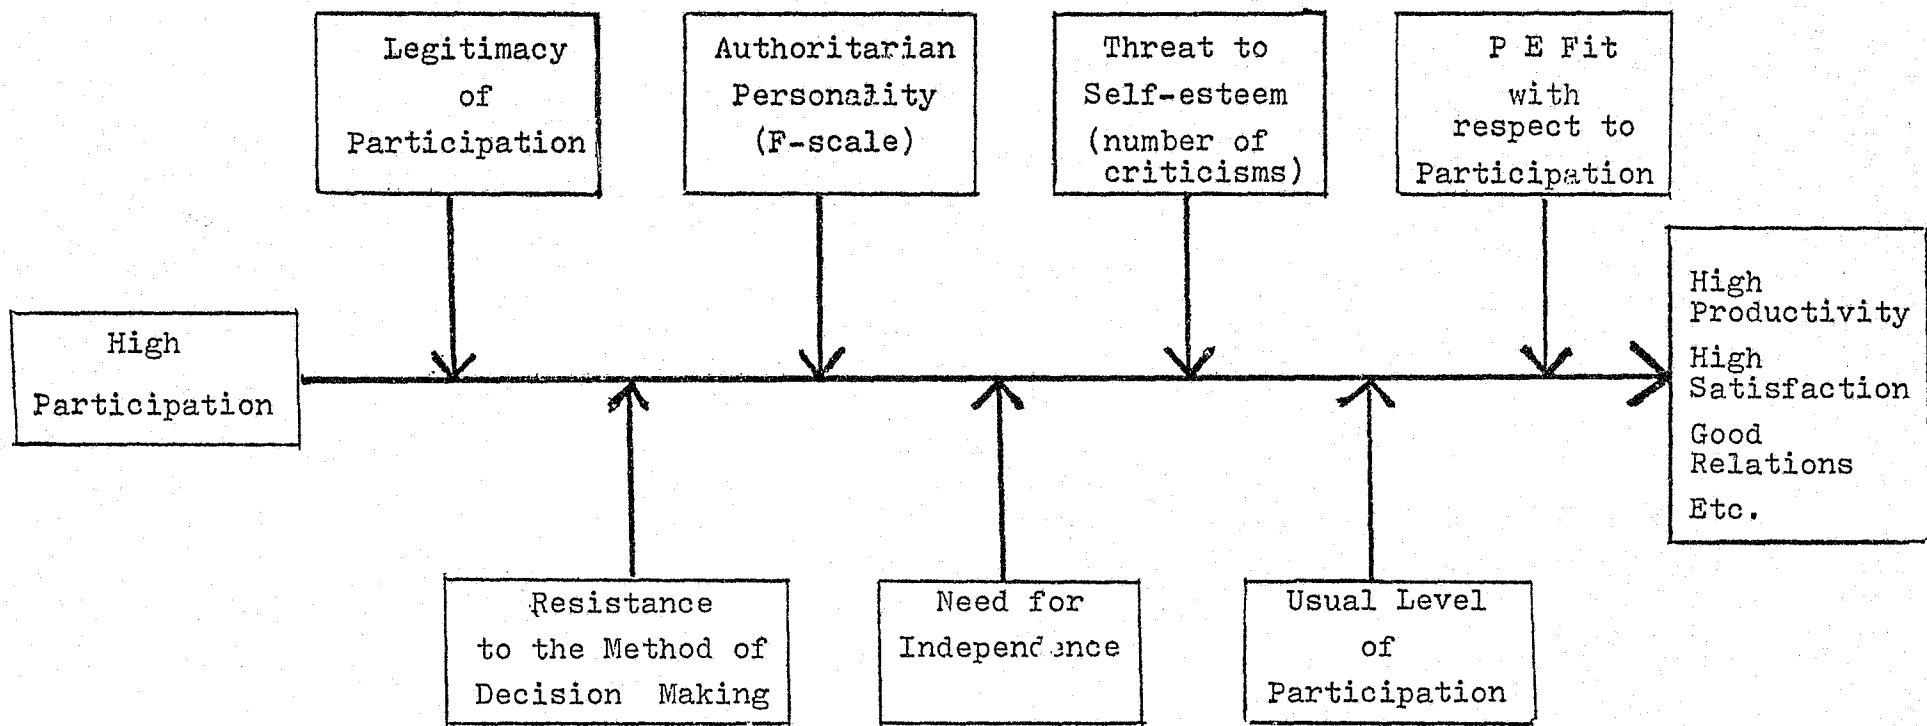 Legitimacy
of
Participation
Authoritarian
Personality
(F-scale)
Threat to
Self-esteem
(number of
criticisms)
P E Fit
with
respect to
Participation
High
Participation
High
Productivity
High
Satisfaction
Good
Relations
Etc.
Resistance
to the Method of
Decision Making
Need for
Independence
Usual Level
of
Participation